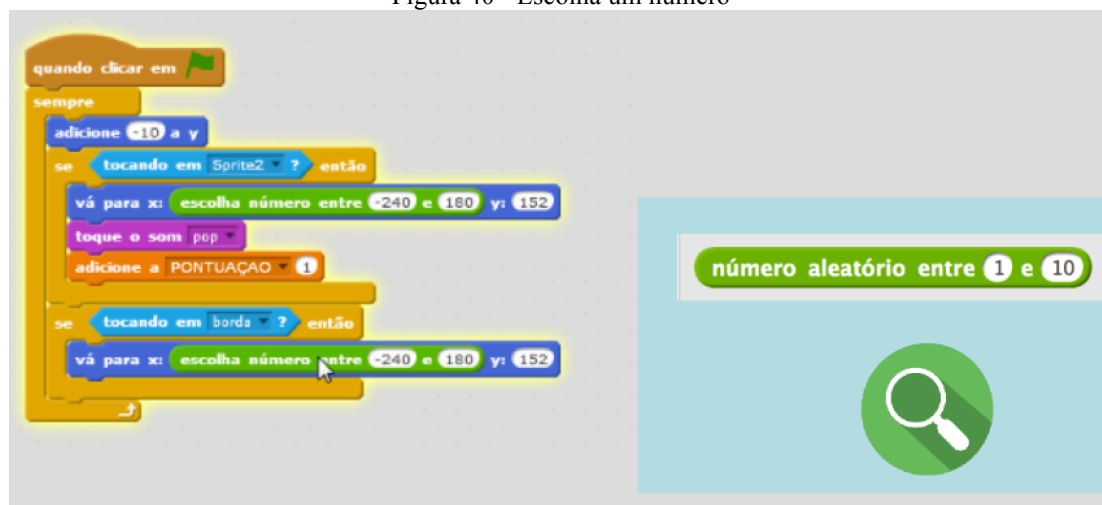 Figura 40 - Escolha um número
quando clicar em
sempre
adicione -10 a y
se tocando em Sprite2 ? então
vá para x: escolha número entre -240 e 180 y: 152
toque o som pop
adicione a PONTUAÇAO 1
se tocando em borda ? então
vá para x: escolha número entre -240 e 180 y: 152
número aleatório entre 1 e 10